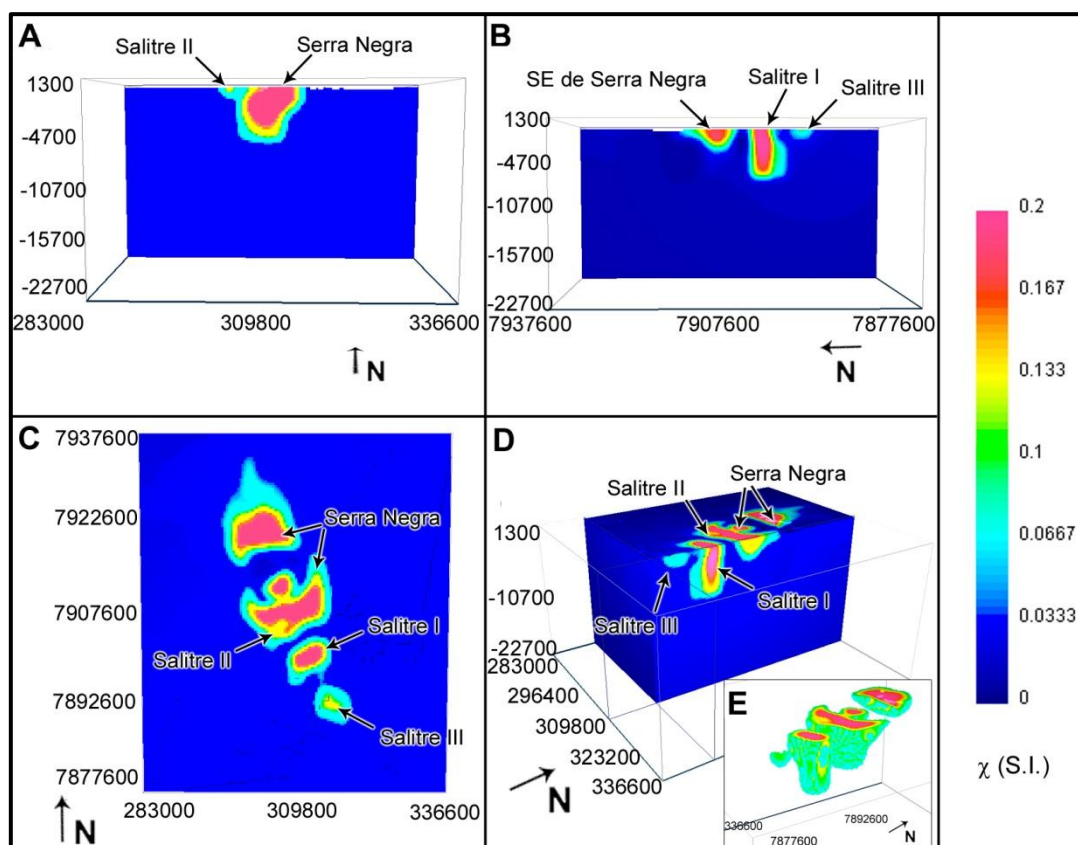 A
Salitre II
Serra Negra
1300
-4700
-10700
-15700
-22700
283000
309800
336600
N
B
SE de Serra Negra
Salitre I
Salitre III
1300
-4700
-10700
-15700
-22700
7937600
7907600
7877600
N
C
7937600
7922600
7907600
7892600
7877600
Serra Negra
Salitre I
Salitre II
Salitre III
283000
309800
336600
N
D
Serra Negra
Salitre II
1300
-10700
-22700
Salitre I
Salitre III
283000
296400
309800
323200
336600
N
E
336600
7877600
7892600
N
0.2
0.167
0.133
0.1
0.0667
0.0333
0
χ (S.I.)